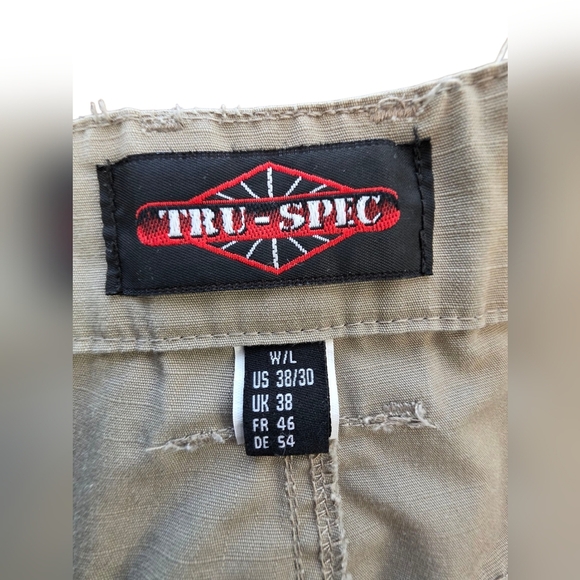 TRU-SPEC
W/L
US 38/30
UK 38
FR 46
DE 54